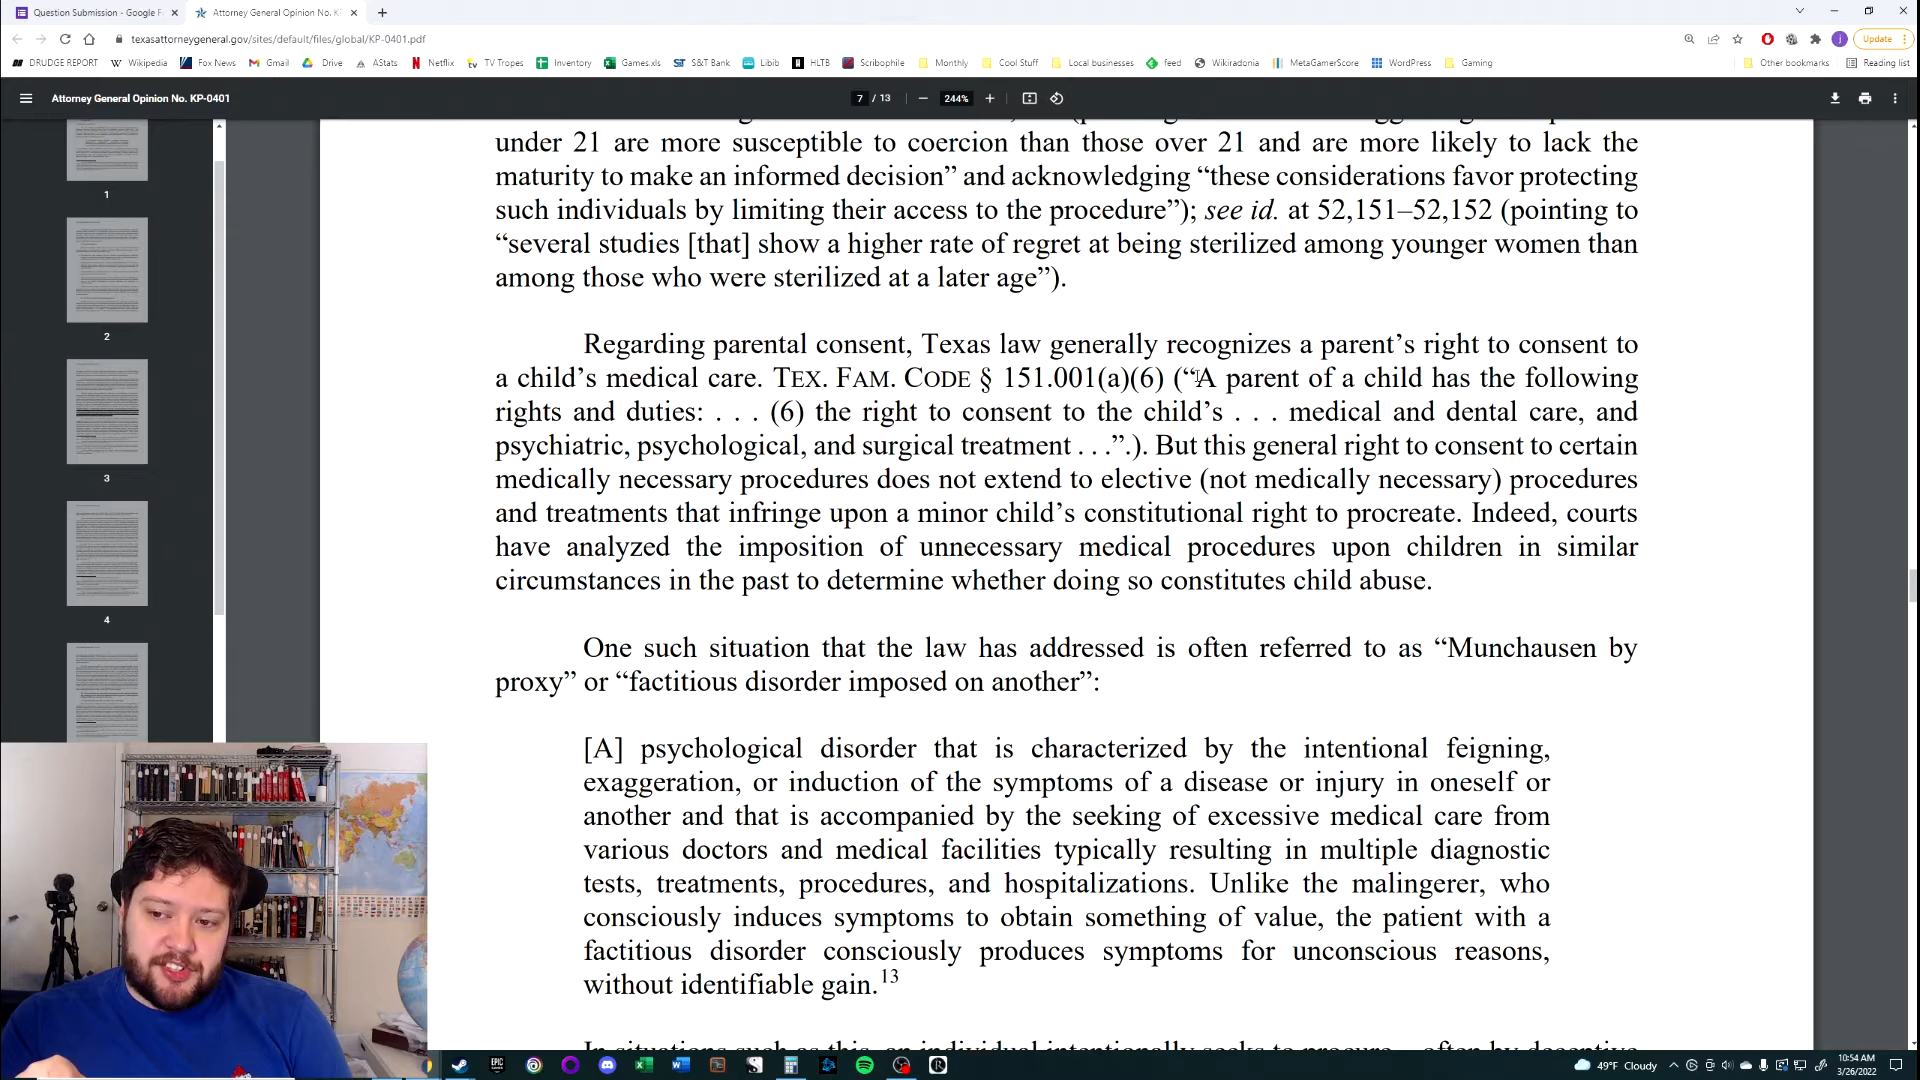 Question Submission - Google F
Attorney General Opinion No. K
texasattorneygeneral.gov/sites/default/files/global/KP-0401.pdf
Update
DRUDGE REPORT Wikipedia Fox News Gmail Drive AStats Netflix TV Tropes Inventory Games.xls S&T Bank Libib HLTB Scribophile Monthly Cool Stuff Local businesses feed Wikiradonia MetaGamerScore WordPress Gaming Other bookmarks Reading list
Attorney General Opinion No. KP-0401
7 / 13
244%
1
2
3
4
under 21 are more susceptible to coercion than those over 21 and are more likely to lack the
maturity to make an informed decision” and acknowledging “these considerations favor protecting
such individuals by limiting their access to the procedure”); see id. at 52,151–52,152 (pointing to
“several studies [that] show a higher rate of regret at being sterilized among younger women than
among those who were sterilized at a later age”).
Regarding parental consent, Texas law generally recognizes a parent’s right to consent to
a child’s medical care. TEX. FAM. CODE § 151.001(a)(6) (“A parent of a child has the following
rights and duties: . . . (6) the right to consent to the child’s . . . medical and dental care, and
psychiatric, psychological, and surgical treatment . . .”.). But this general right to consent to certain
medically necessary procedures does not extend to elective (not medically necessary) procedures
and treatments that infringe upon a minor child’s constitutional right to procreate. Indeed, courts
have analyzed the imposition of unnecessary medical procedures upon children in similar
circumstances in the past to determine whether doing so constitutes child abuse.
One such situation that the law has addressed is often referred to as “Munchausen by
proxy” or “factitious disorder imposed on another”:
[A] psychological disorder that is characterized by the intentional feigning,
exaggeration, or induction of the symptoms of a disease or injury in oneself or
another and that is accompanied by the seeking of excessive medical care from
various doctors and medical facilities typically resulting in multiple diagnostic
tests, treatments, procedures, and hospitalizations. Unlike the malingerer, who
consciously induces symptoms to obtain something of value, the patient with a
factitious disorder consciously produces symptoms for unconscious reasons,
without identifiable gain.13
In situations such as this, an individual intentionally seeks to procure – often by deceptive
49°F Cloudy
10:54 AM
3/26/2022